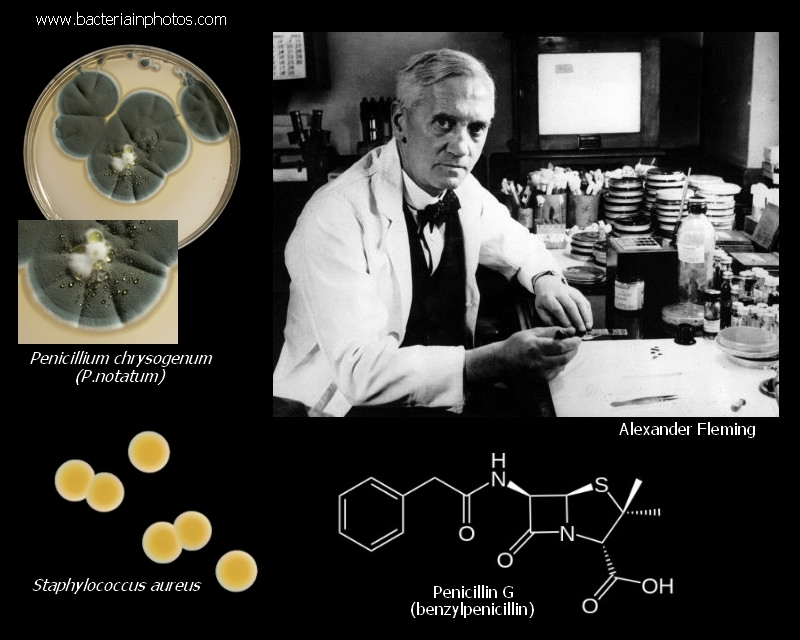 www.bacteriainphotos.com
Penicillium chrysogenum
(P.notatum)
Alexander Fleming
Staphylococcus aureus
H
N
S
O
N
O
OH
O
Penicillin G
(benzylpenicillin)